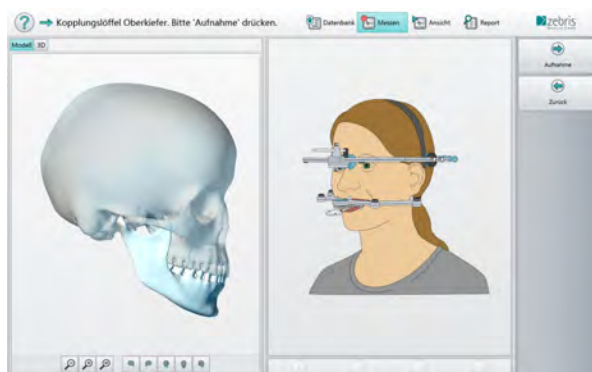 ? → Kopplungslöffel Oberkiefer. Bitte 'Aufnahme' drücken.
Datenbank Messen Ansicht Report
zebris
Modell 3D
Aufnahme
Zurück